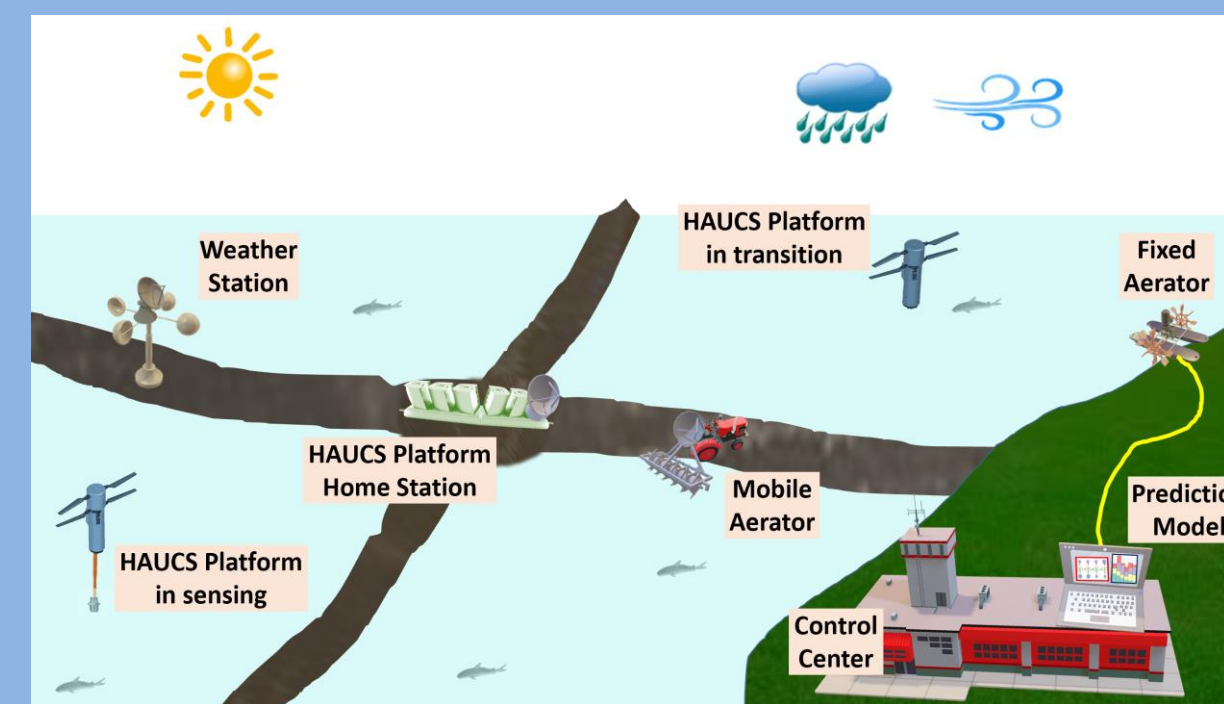 HAUCS Platform
in transition
Weather
Station
Fixed
Aerator
HAUCS Platform
Home Station
Mobile
Aerator
Model
HAUCS Platform
in sensing
Control
Center